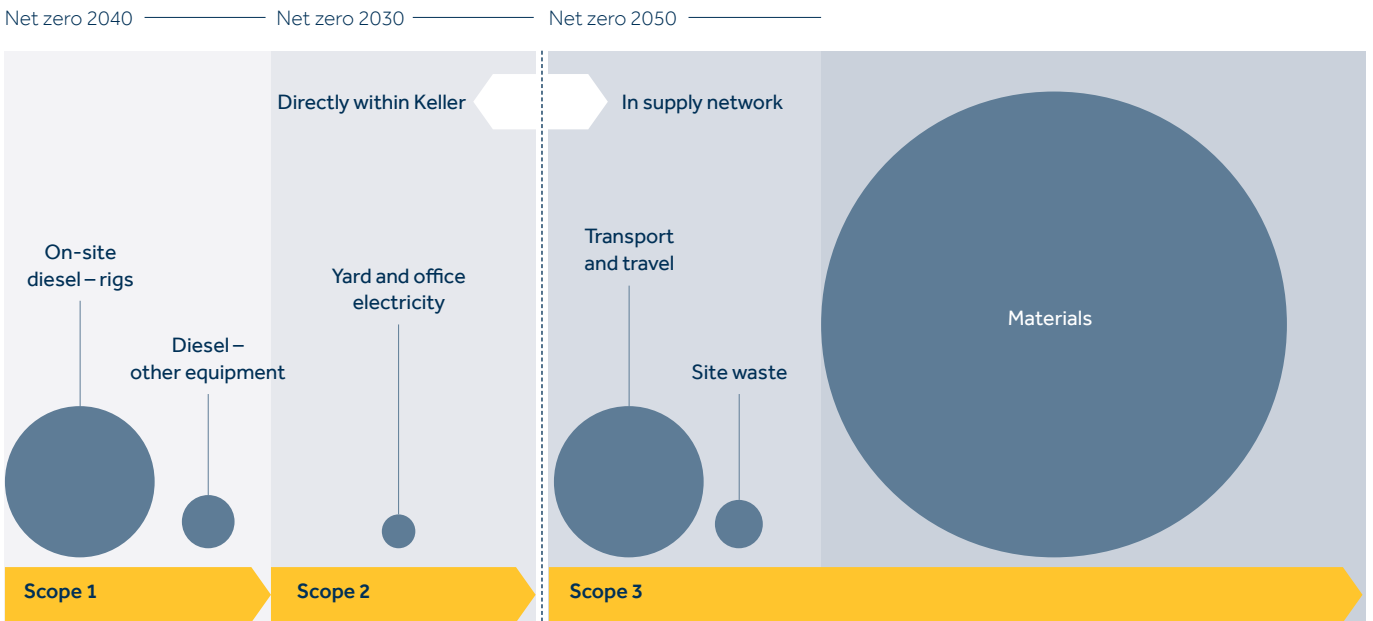 Net zero 2040
Net zero 2030
Net zero 2050
Directly within Keller
In supply network
On-site
diesel – rigs
Diesel –
other equipment
Yard and office
electricity
Transport
and travel
Site waste
Materials
Scope 1
Scope 2
Scope 3